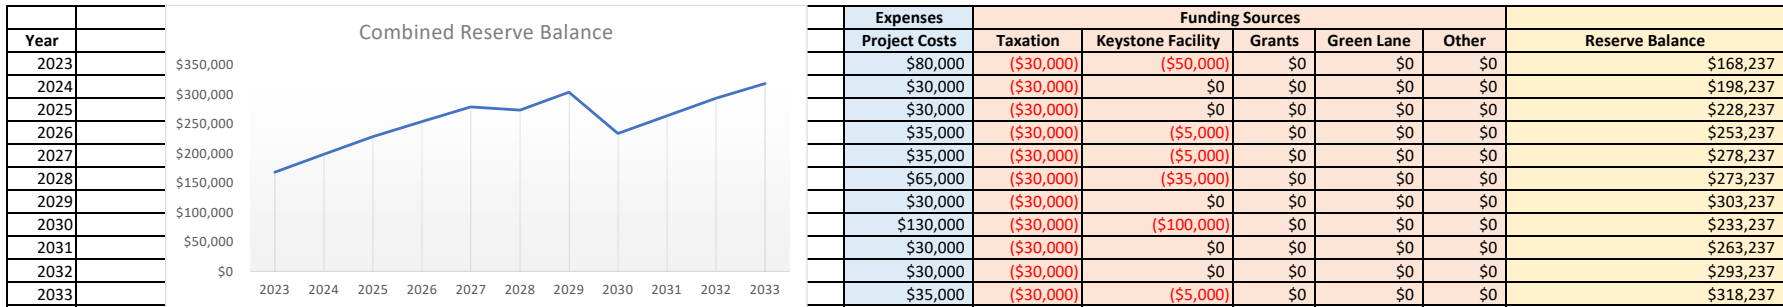 Expenses Funding Sources
Year Project Costs Taxation Keystone Facility Grants Green Lane Other Reserve Balance
2023 $80,000 ($30,000) ($50,000) $0 $0 $0 $168,237
2024 $30,000 ($30,000) $0 $0 $0 $0 $198,237
2025 $30,000 ($30,000) $0 $0 $0 $0 $228,237
2026 $35,000 ($30,000) ($5,000) $0 $0 $0 $253,237
2027 $35,000 ($30,000) ($5,000) $0 $0 $0 $278,237
2028 $65,000 ($30,000) ($35,000) $0 $0 $0 $273,237
2029 $30,000 ($30,000) $0 $0 $0 $0 $303,237
2030 $130,000 ($30,000) ($100,000) $0 $0 $0 $233,237
2031 $30,000 ($30,000) $0 $0 $0 $0 $263,237
2032 $30,000 ($30,000) $0 $0 $0 $0 $293,237
2033 $35,000 ($30,000) ($5,000) $0 $0 $0 $318,237
Combined Reserve Balance
$350,000
$300,000
$250,000
$200,000
$150,000
$100,000
$50,000
$0
2023 2024 2025 2026 2027 2028 2029 2030 2031 2032 2033